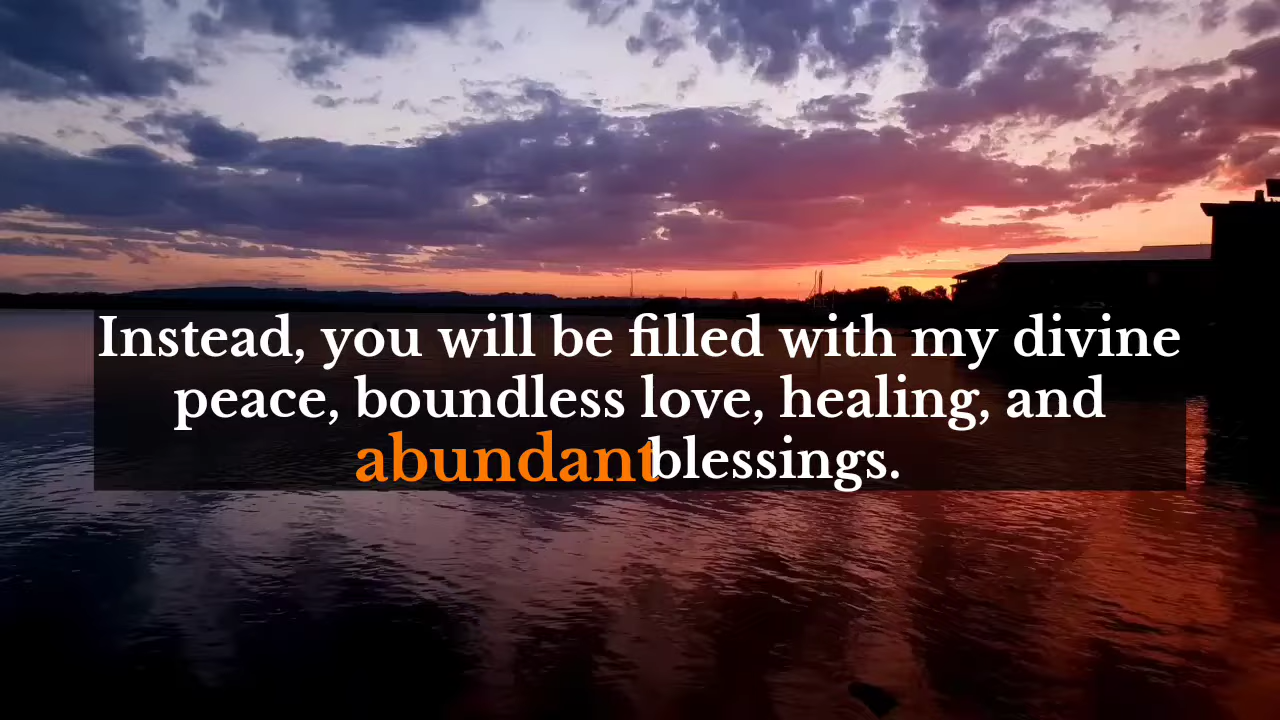 Instead, you will be filled with my divine
peace, boundless love, healing, and
abundant blessings.